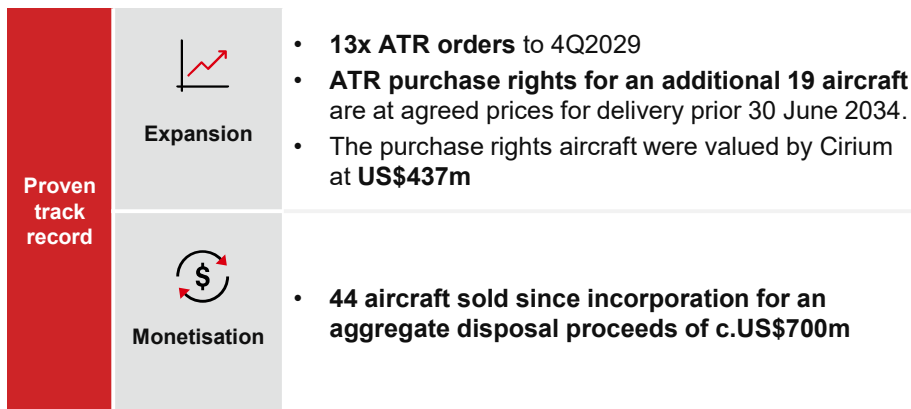 Proven
track
record
Expansion
• 13x ATR orders to 4Q2029
• ATR purchase rights for an additional 19 aircraft
are at agreed prices for delivery prior 30 June 2034.
• The purchase rights aircraft were valued by Cirium
at US$437m
$
Monetisation
• 44 aircraft sold since incorporation for an
aggregate disposal proceeds of c.US$700m